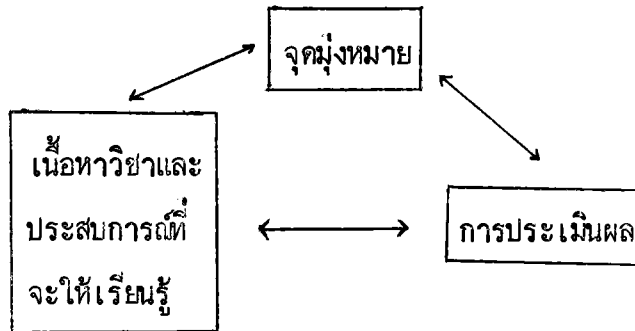 จุดมุ่งหมาย
เนื้อหาวิชาและ
ประสบการณ์ที่
จะให้เรียนรู้
การประเมินผล